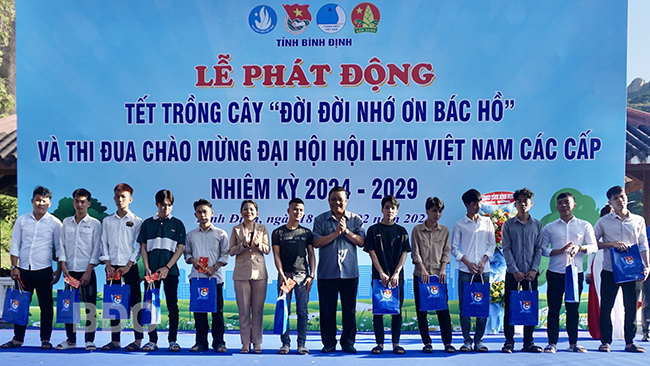 TỈNH BÌNH ĐỊNH
LỄ PHÁT ĐỘNG
TẾT TRỒNG CÂY “ĐỜI ĐỜI NHỚ ƠN BÁC HỒ”
VÀ THI ĐUA CHÀO MỪNG ĐẠI HỘI HỘI LHTN VIỆT NAM CÁC CẤP
NHIỆM KỲ 2024 - 2029
BDO